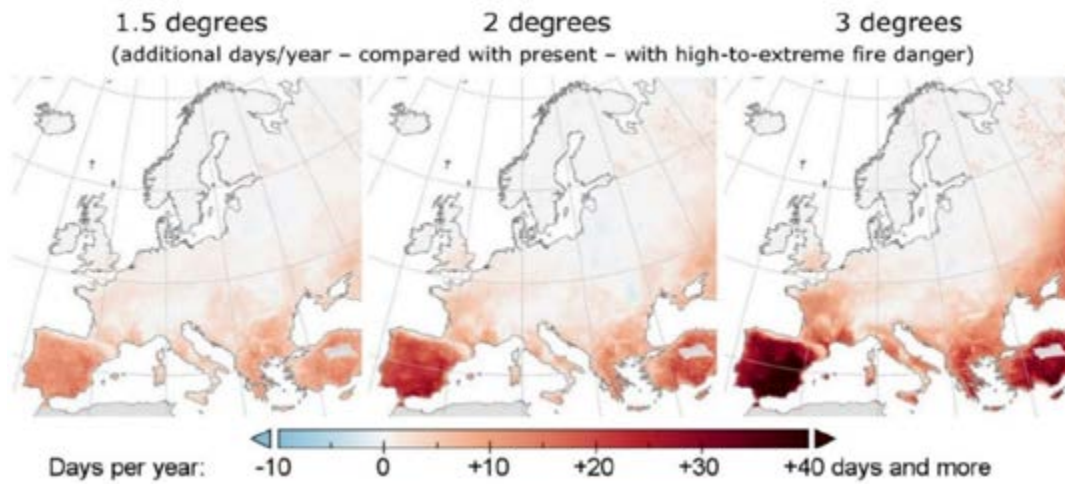 1.5 degrees 2 degrees 3 degrees
(additional days/year – compared with present – with high-to-extreme fire danger)
Days per year: -10 0 +10 +20 +30 +40 days and more